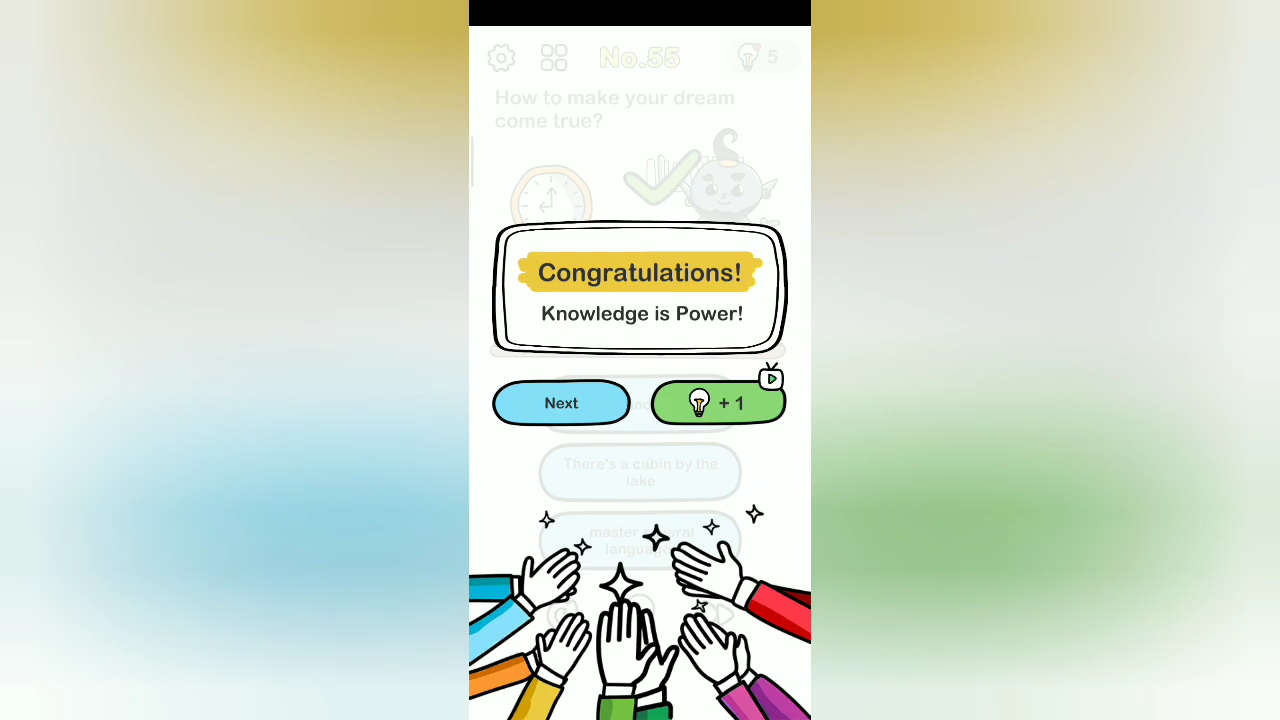 No.55
5
How to make your dream
come true?
Congratulations!
Knowledge is Power!
Next
+ 1
There's a cabin by the
lake
master